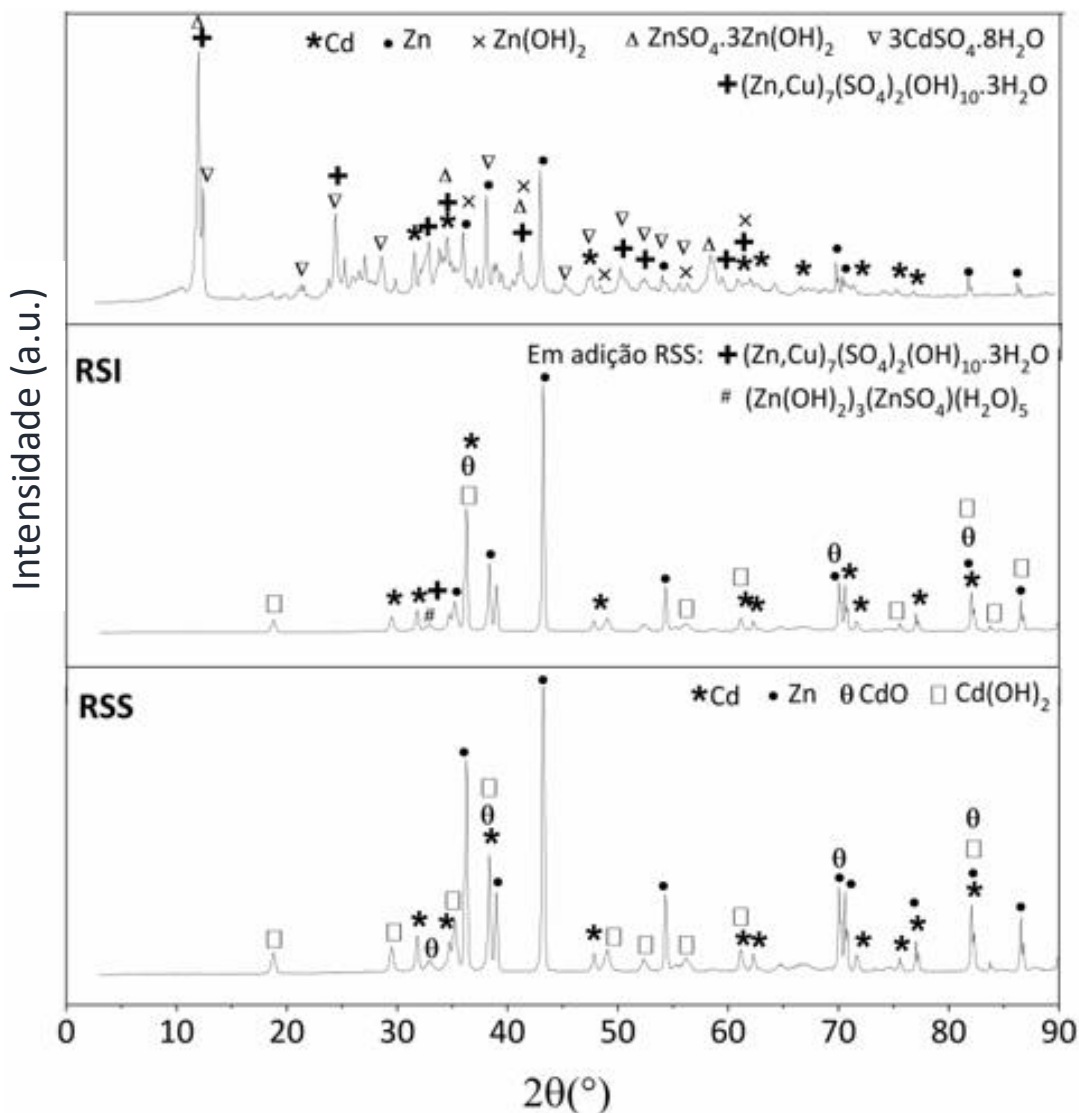 *Cd •Zn ×Zn(OH)₂ ΔZnSO₄.3Zn(OH)₂ ∇3CdSO₄.8H₂O
+(Zn,Cu)₇(SO₄)₂(OH)₁₀.3H₂O
Intensidade (a.u.)
RSI
Em adição RSS: +(Zn,Cu)₇(SO₄)₂(OH)₁₀.3H₂O
# (Zn(OH)₂)₃(ZnSO₄)(H₂O)₅
RSS
*Cd •Zn θCdO □Cd(OH)₂
0 10 20 30 40 50 60 70 80 90
2θ(°)